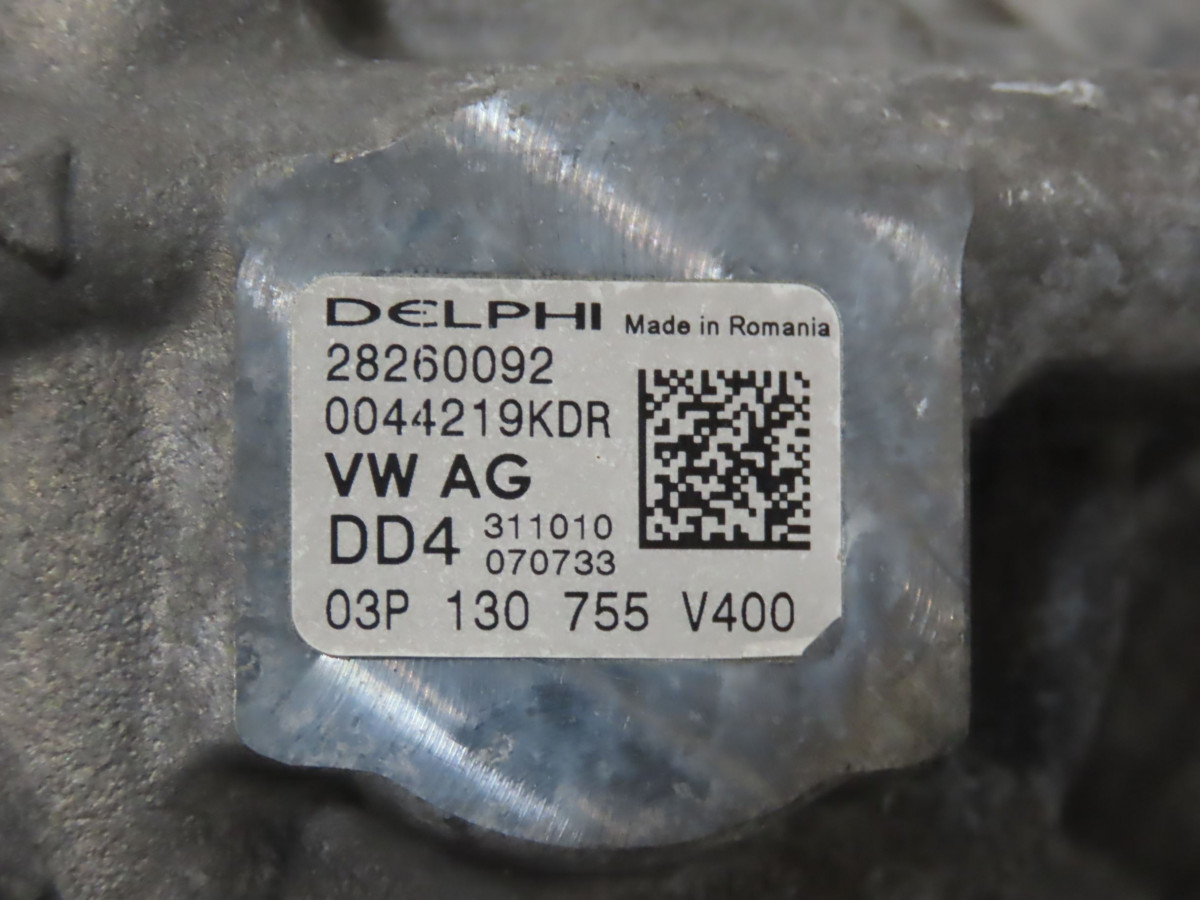 DELPHI Made in Romania
28260092
0044219KDR
VW AG
DD4 311010
070733
03P 130 755 V400